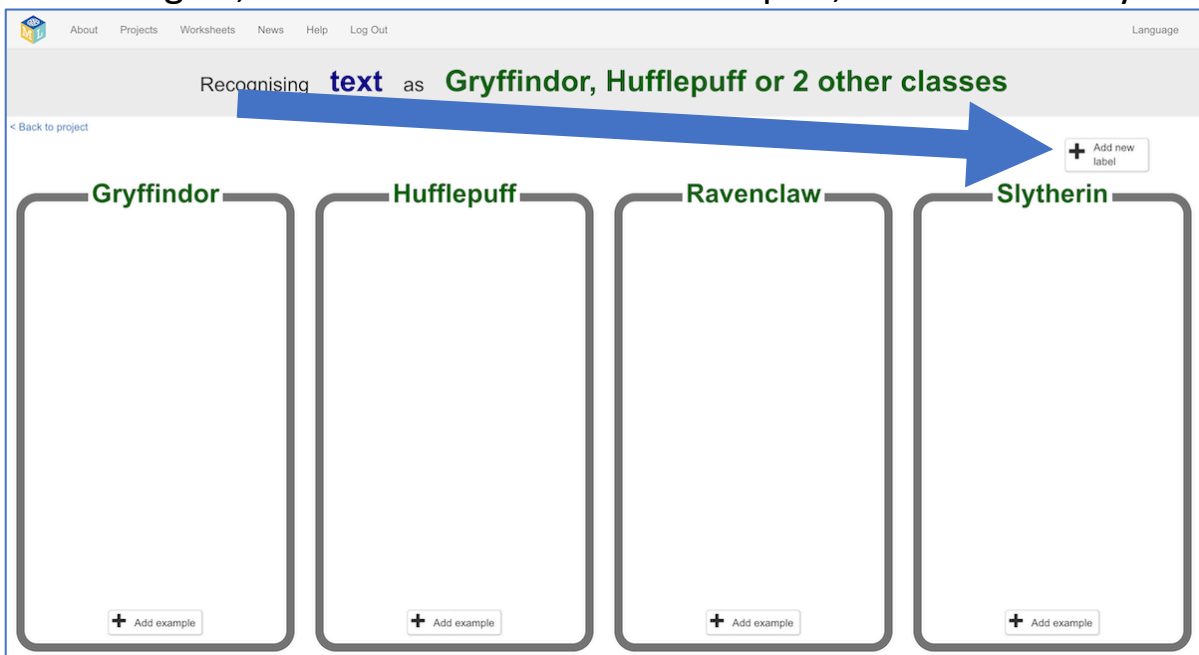 About Projects Worksheets News Help Log Out Language
Recognising text as Gryffindor, Hufflepuff or 2 other classes
< Back to project
Add new
label
Gryffindor Hufflepuff Ravenclaw Slytherin
Add example Add example Add example Add example